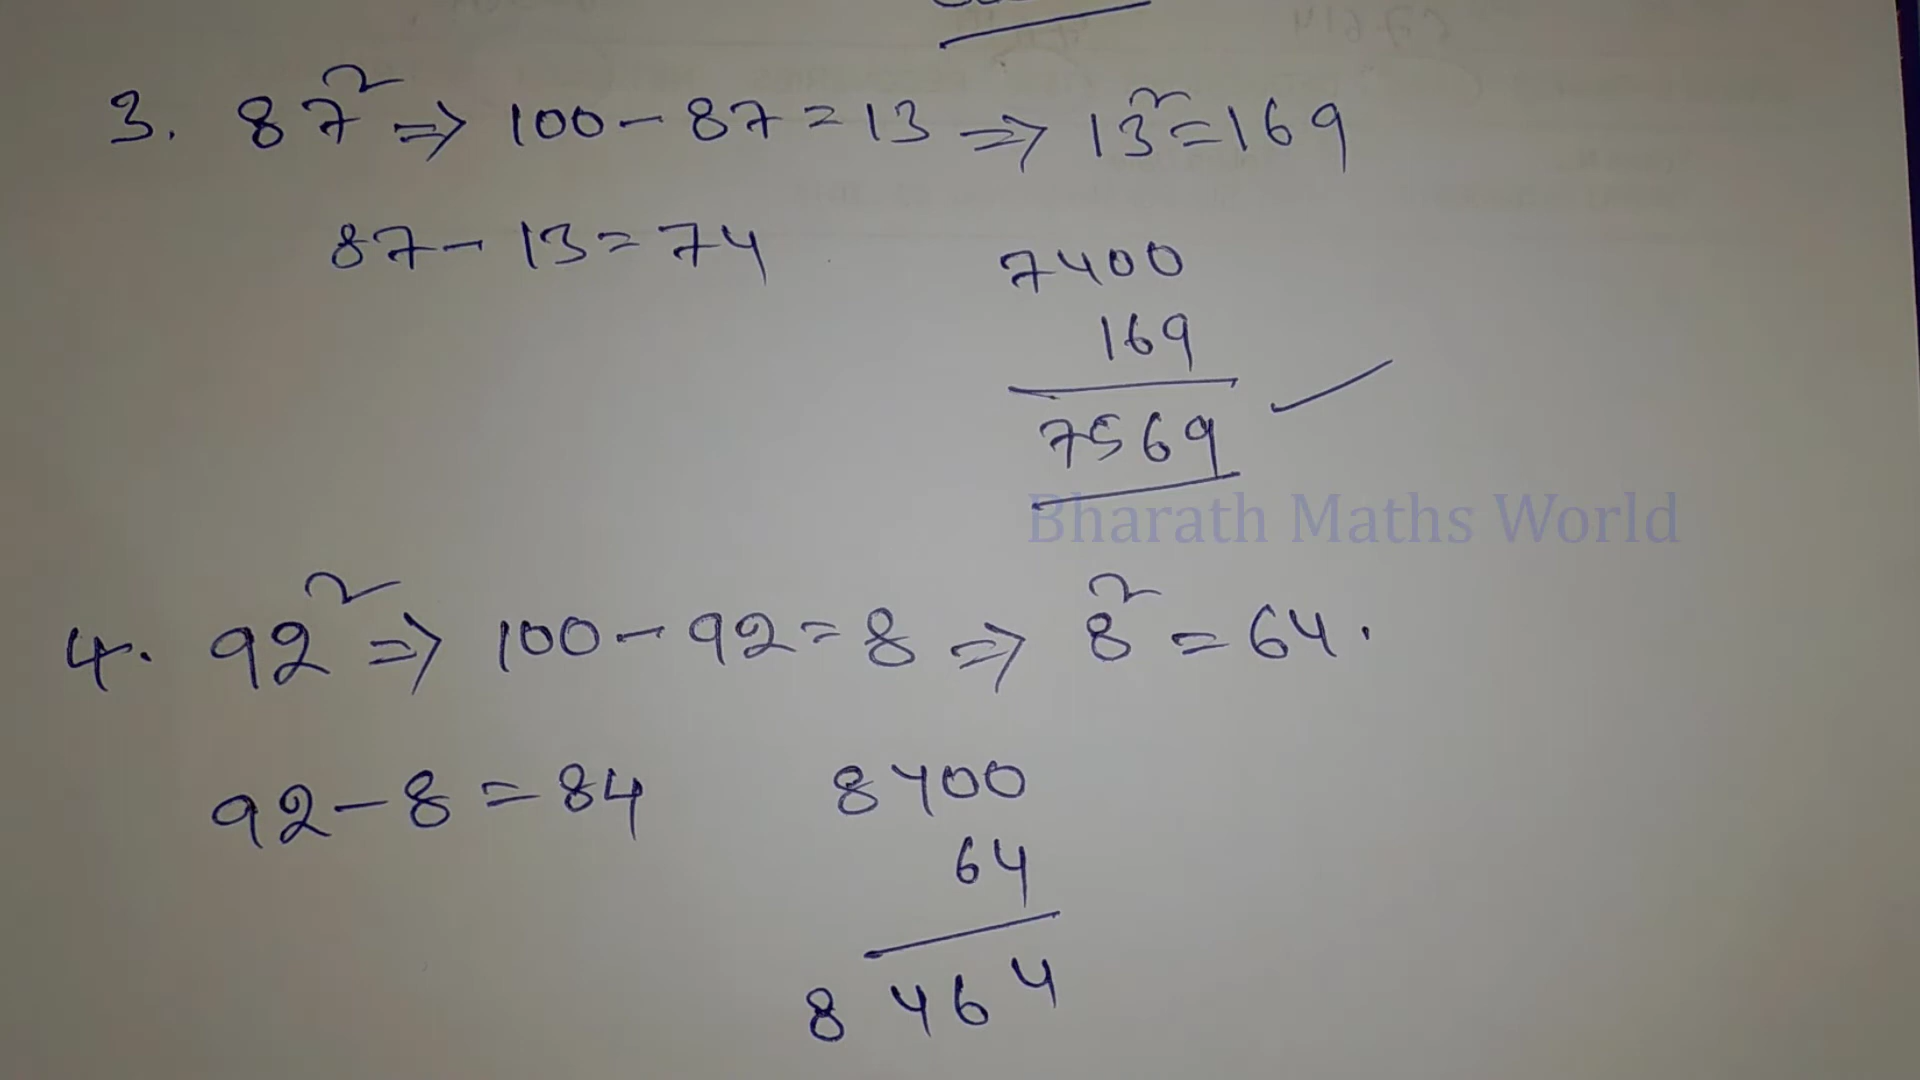 3. 87² ⇒ 100 - 87 = 13 ⇒ 13² = 169
87 - 13 = 74
7400
169
7569
Bharath Maths World
4. 92² ⇒ 100 - 92 = 8 ⇒ 8² = 64.
92 - 8 = 84
8400
64
8464